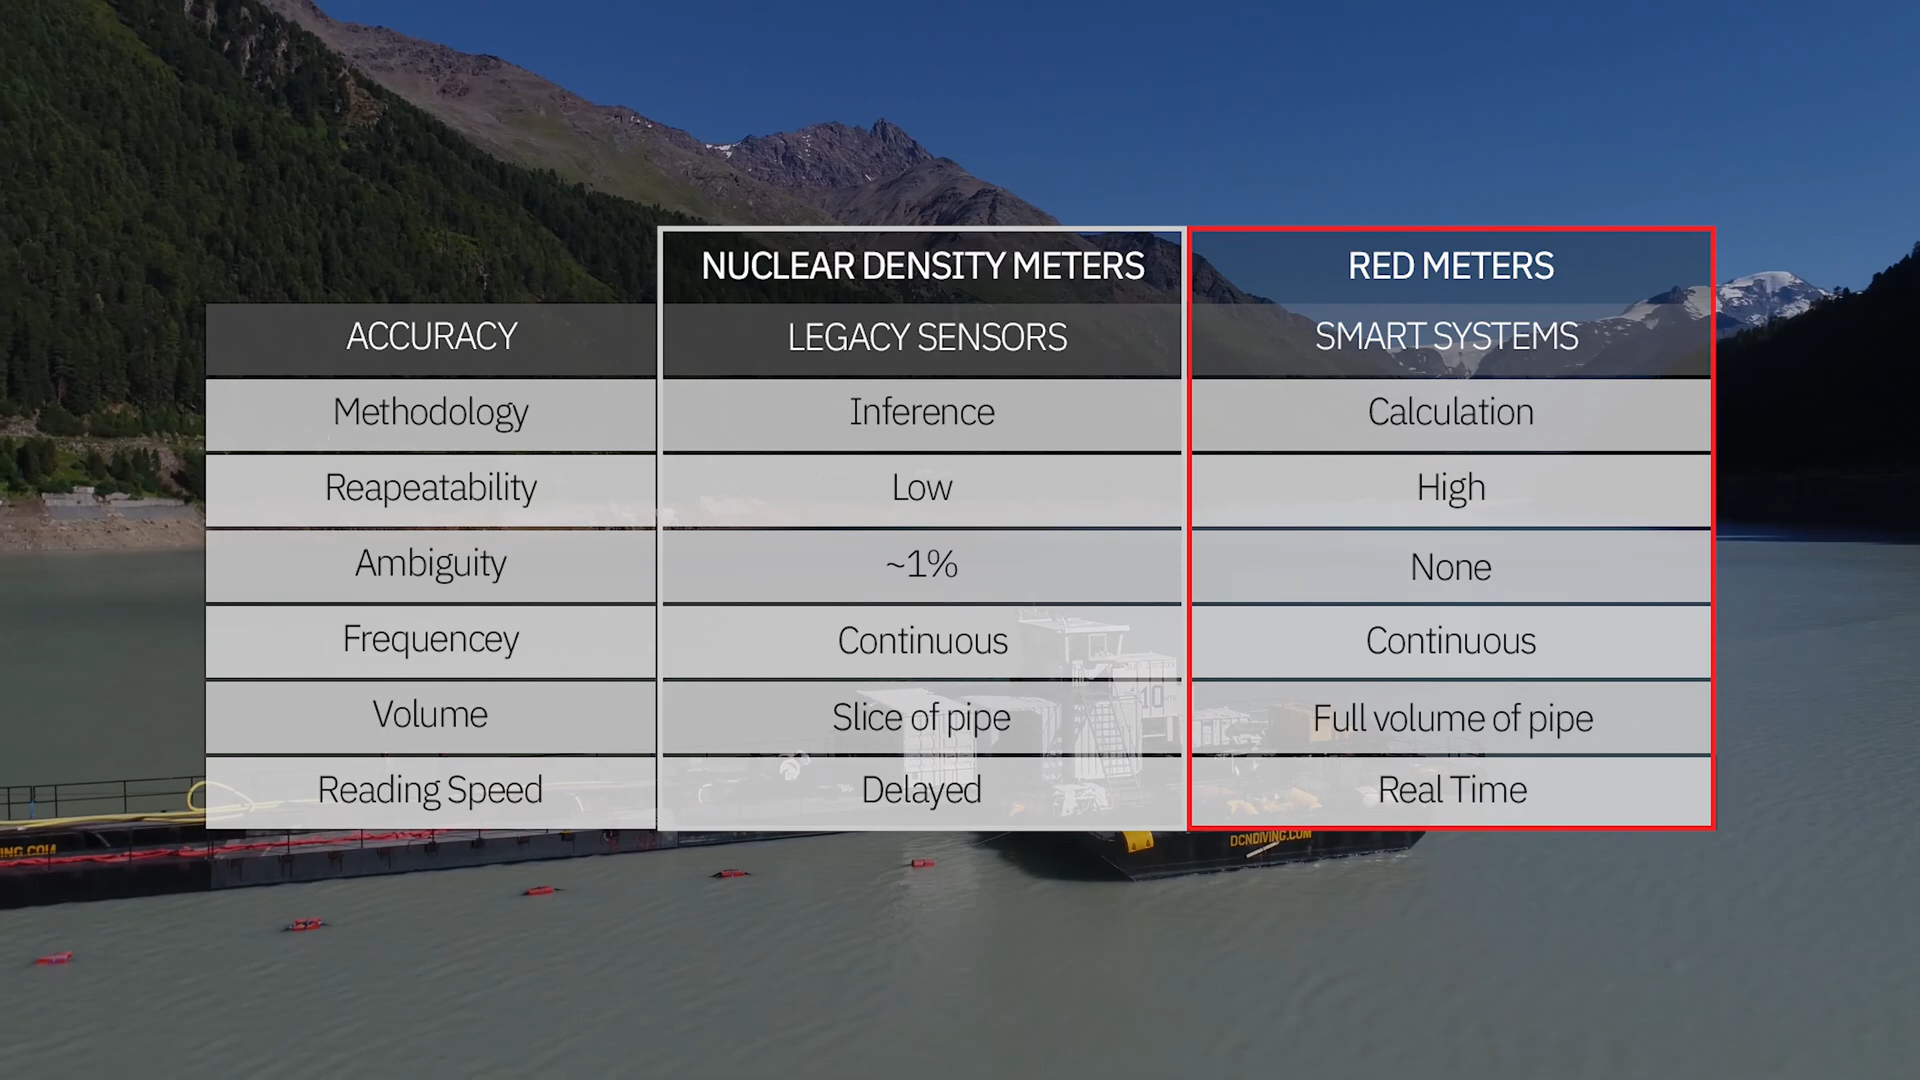 NUCLEAR DENSITY METERS RED METERS
ACCURACY LEGACY SENSORS SMART SYSTEMS
Methodology Inference Calculation
Reapeatability Low High
Ambiguity ~1% None
Frequencey Continuous Continuous
Volume Slice of pipe Full volume of pipe
10
Reading Speed Delayed Real Time
DCNDIVING.COM
ING.COM